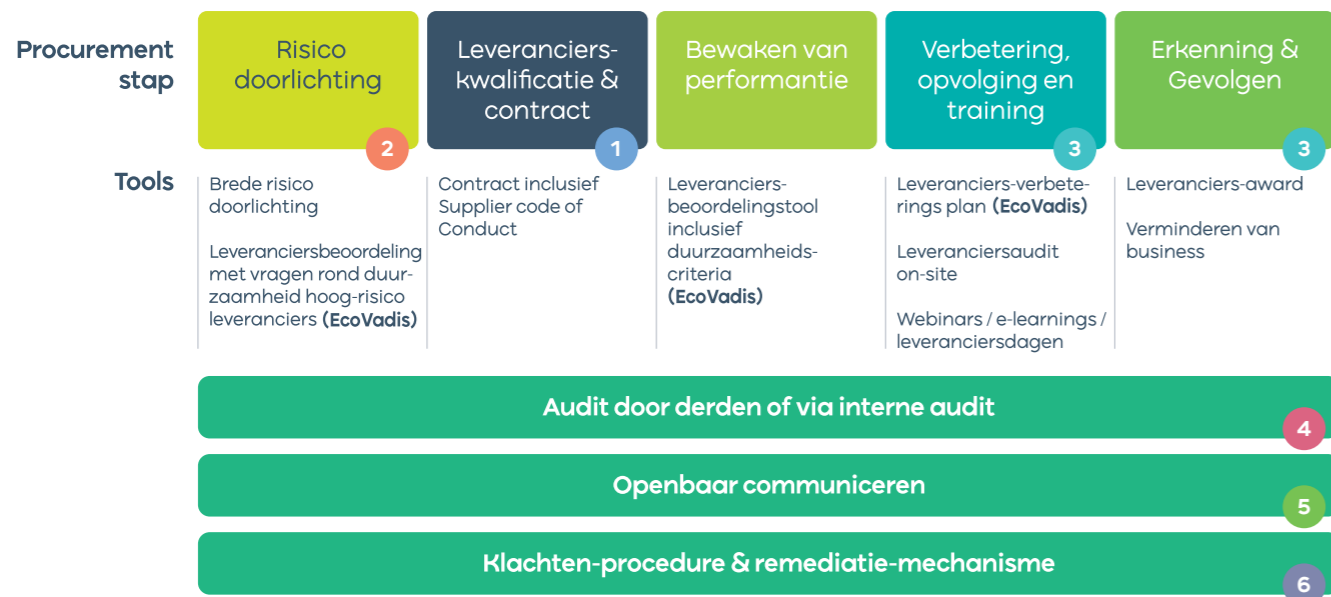 Procurement
stap
Risico
doorlichting
2
Leveranciers-
kwalificatie &
contract
1
Bewaken van
performantie
Verbetering,
opvolging en
training
3
Erkenning &
Gevolgen
3
Tools
Brede risico
doorlichting
Leveranciersbeoordeling
met vragen rond duur-
zaamheid hoog-risico
leveranciers (EcoVadis)
Contract inclusief
Supplier code of
Conduct
Leveranciers-
beoordelingstool
inclusief
duurzaamheids-
criteria
(EcoVadis)
Leveranciers-verbete-
rings plan (EcoVadis)
Leveranciersaudit
on-site
Webinars / e-learnings /
leveranciersdagen
Leveranciers-award
Verminderen van
business
Audit door derden of via interne audit
4
Openbaar communiceren
5
Klachten-procedure & remediatie-mechanisme
6